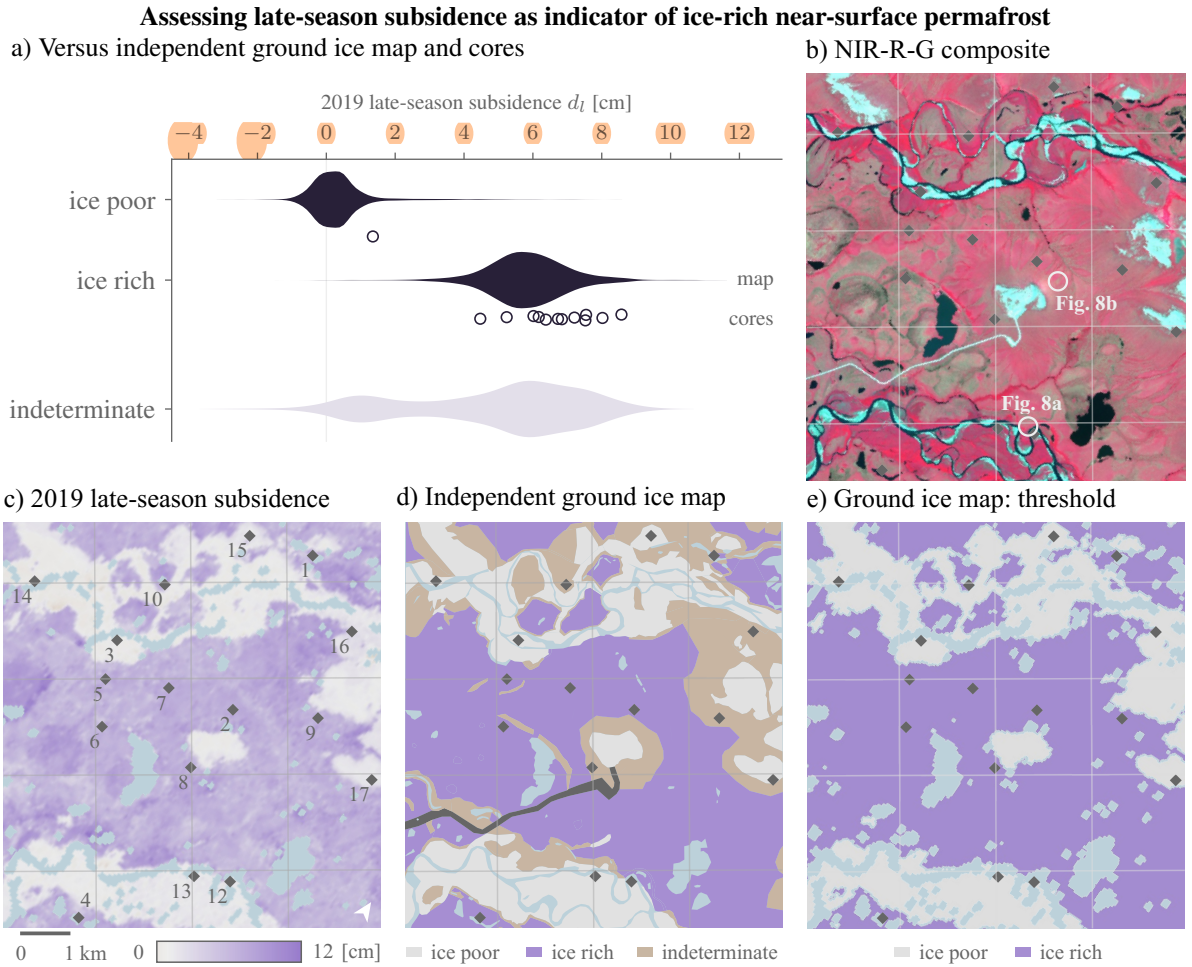 Assessing late-season subsidence as indicator of ice-rich near-surface permafrost
a) Versus independent ground ice map and cores
b) NIR-R-G composite
2019 late-season subsidence d_l [cm]
−4 −2 0 2 4 6 8 10 12
ice poor
ice rich
map
cores
indeterminate
Fig. 8b
Fig. 8a
c) 2019 late-season subsidence
d) Independent ground ice map
e) Ground ice map: threshold
15
1
14
10
16
3
5
7
2
9
6
8
17
13
12
4
0 1 km
0 12 [cm]
ice poor ice rich indeterminate
ice poor ice rich